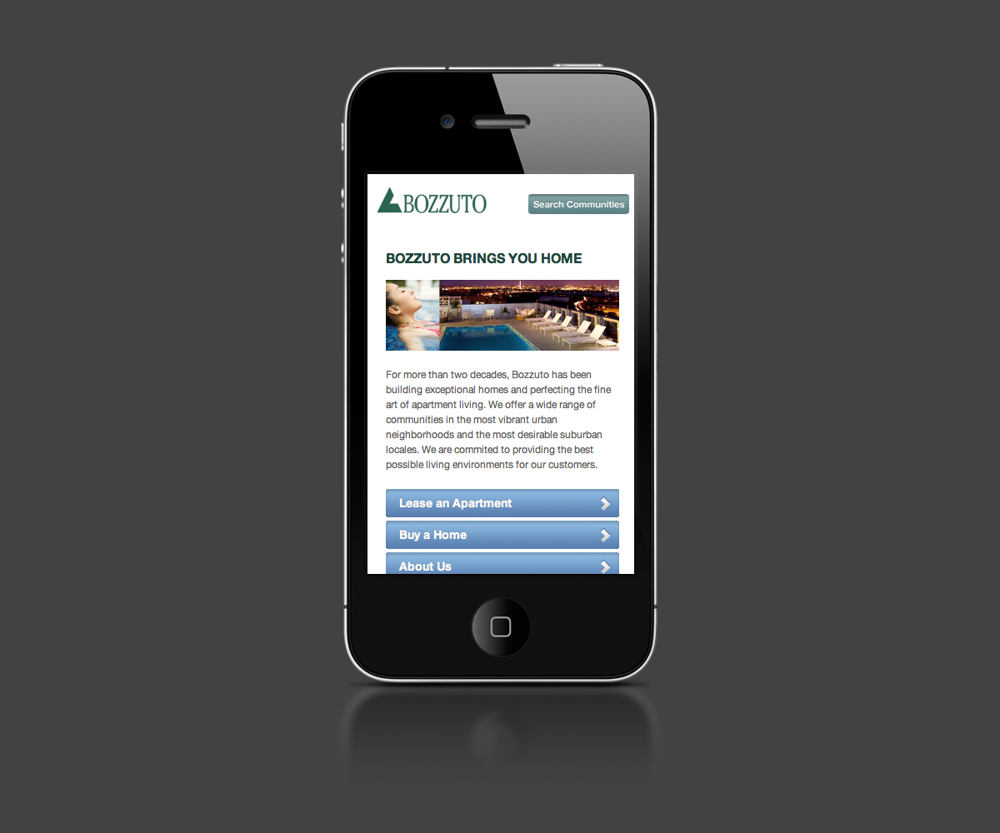 BOZZUTO
Search Communities
BOZZUTO BRINGS YOU HOME
For more than two decades, Bozzuto has been
building exceptional homes and perfecting the fine
art of apartment living. We offer a wide range of
communities in the most vibrant urban
neighborhoods and the most desirable suburban
locales. We are commited to providing the best
possible living environments for our customers.
Lease an Apartment
Buy a Home
About Us